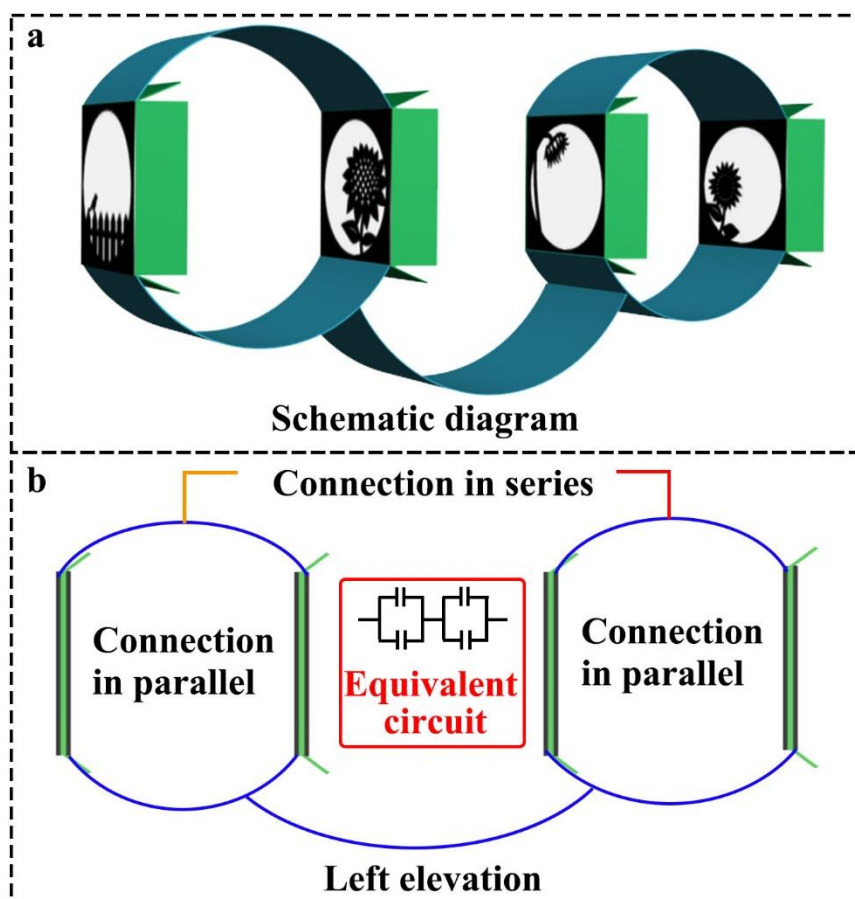 a
Schematic diagram
b
Connection in series
Connection
in parallel
Equivalent
circuit
Connection
in parallel
Left elevation